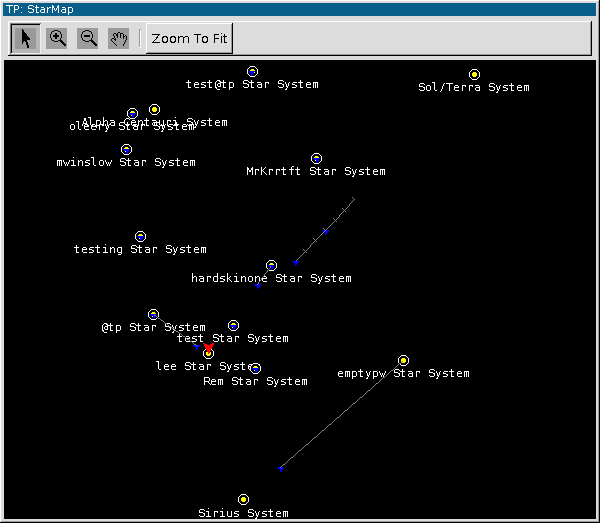 TP: StarMap
Zoom To Fit
test@tp Star System
Sol/Terra System
Alpha Centauri System
oleery Star System
mwinslow Star System
MrKrrtft Star System
testing Star System
hardskinone Star System
@tp Star System
test Star System
lee Star System
emptypw Star System
Rem Star System
Sirius System